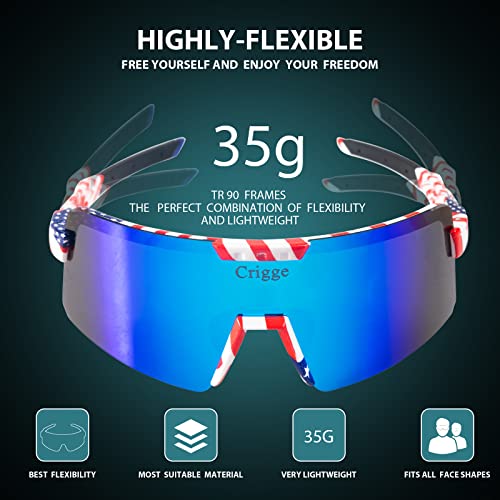 HIGHLY-FLEXIBLE
FREE YOURSELF AND ENJOY YOUR FREEDOM
35g
TR 90 FRAMES
THE PERFECT COMBINATION OF FLEXIBILITY
AND LIGHTWEIGHT
Crigge
35G
BEST FLEXIBILITY
MOST SUITABLE MATERIAL
VERY LIGHTWEIGHT
FITS ALL FACE SHAPES